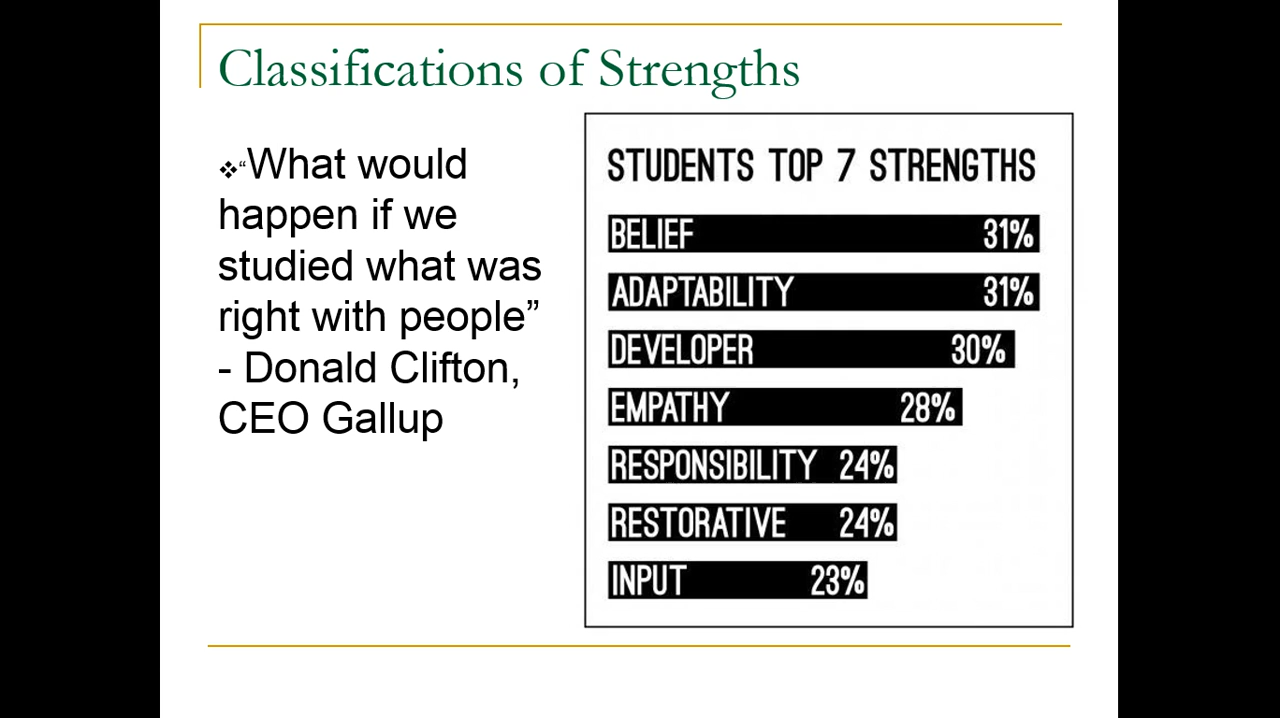 Classifications of Strengths
❖“What would
happen if we
studied what was
right with people”
- Donald Clifton,
CEO Gallup
STUDENTS TOP 7 STRENGTHS
BELIEF 31%
ADAPTABILITY 31%
DEVELOPER 30%
EMPATHY 28%
RESPONSIBILITY 24%
RESTORATIVE 24%
INPUT 23%